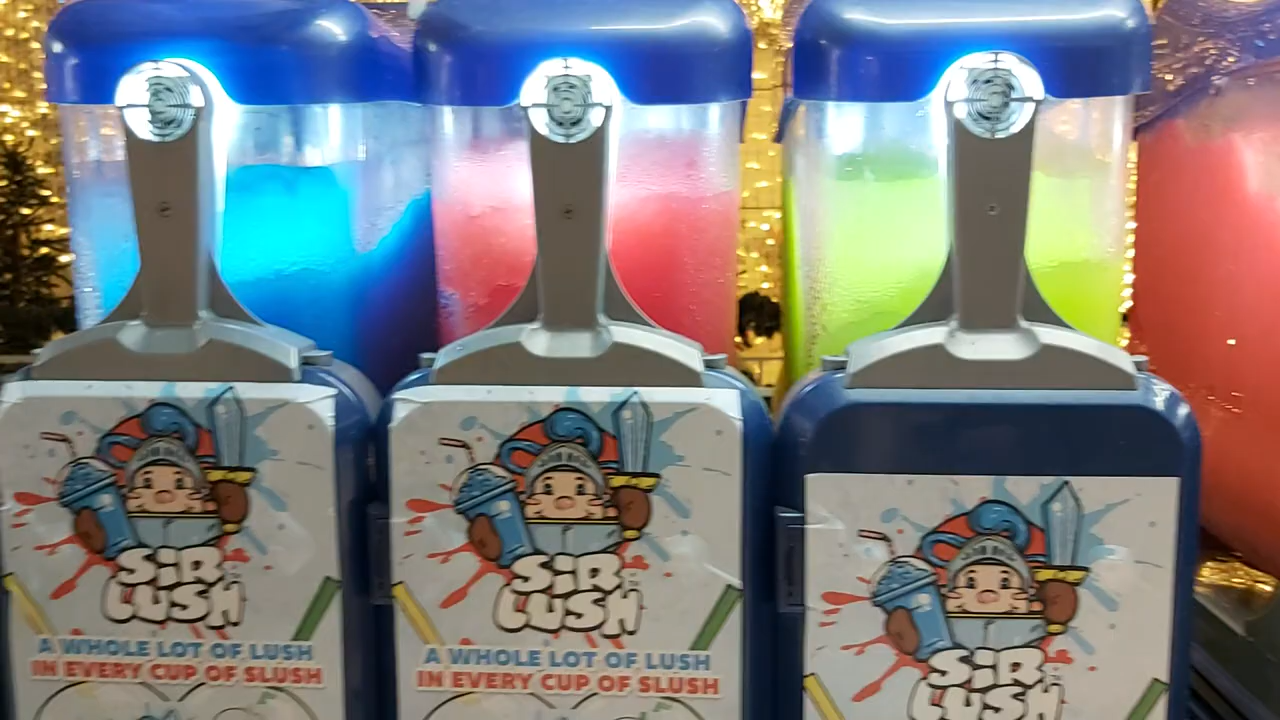 SiR
LUSH
A WHOLE LOT OF LUSH
IN EVERY CUP OF SLUSH
SiR
LUSH
A WHOLE LOT OF LUSH
IN EVERY CUP OF SLUSH
SiR
LUSH